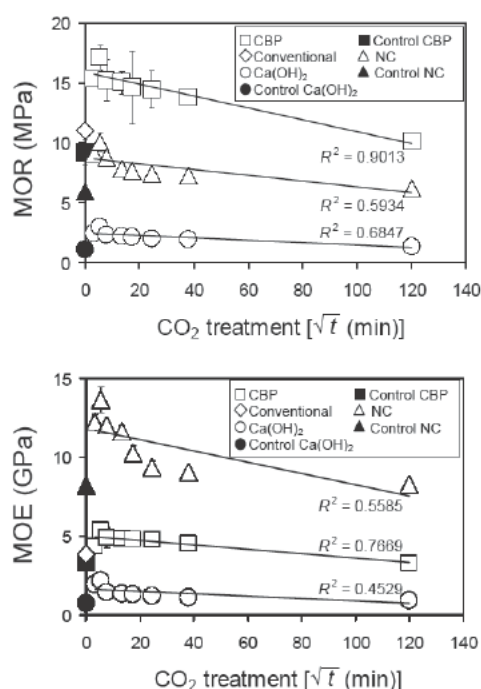 20
15
10
5
0
MOR (MPa)
CBP
Control CBP
Conventional
NC
Ca(OH)₂
Control NC
Control Ca(OH)₂
R² = 0.9013
R² = 0.5934
R² = 0.6847
0 20 40 60 80 100 120 140
CO₂ treatment [√t (min)]
15
10
5
0
MOE (GPa)
CBP
Control CBP
Conventional
NC
Ca(OH)₂
Control NC
Control Ca(OH)₂
R² = 0.5585
R² = 0.7669
R² = 0.4529
0 20 40 60 80 100 120 140
CO₂ treatment [√t (min)]